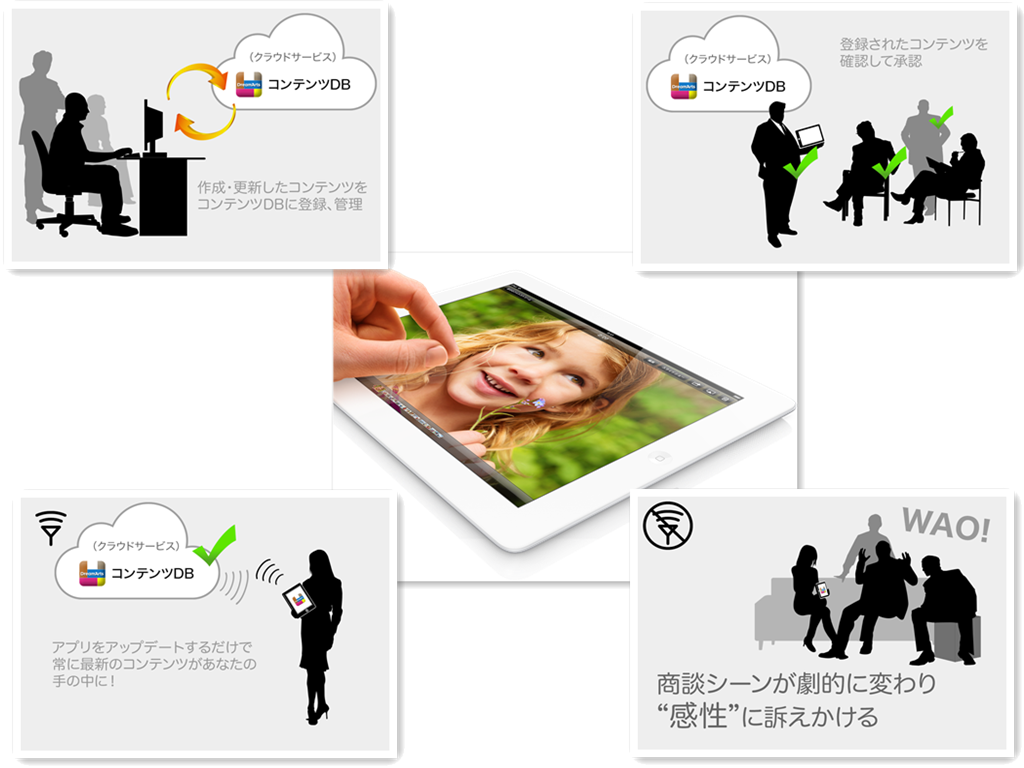 （クラウドサービス）
DreamArts
コンテンツDB
作成・更新したコンテンツを
コンテンツDBに登録、管理
（クラウドサービス）
DreamArts
コンテンツDB
登録されたコンテンツを
確認して承認
（クラウドサービス）
DreamArts
コンテンツDB
アプリをアップデートするだけで
常に最新のコンテンツがあなたの
手の中に！
WAO!
商談シーンが劇的に変わり
“感性”に訴えかける